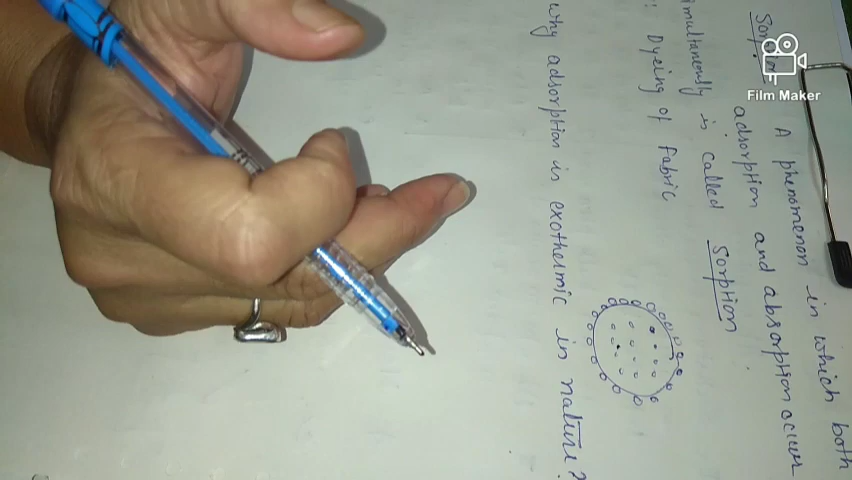 Sorption A phenomenon in which both
adsorption and absorption occurs
simultaneously is called Sorption
: Dyeing of Fabric
why adsorption is exothermic in nature?
Film Maker